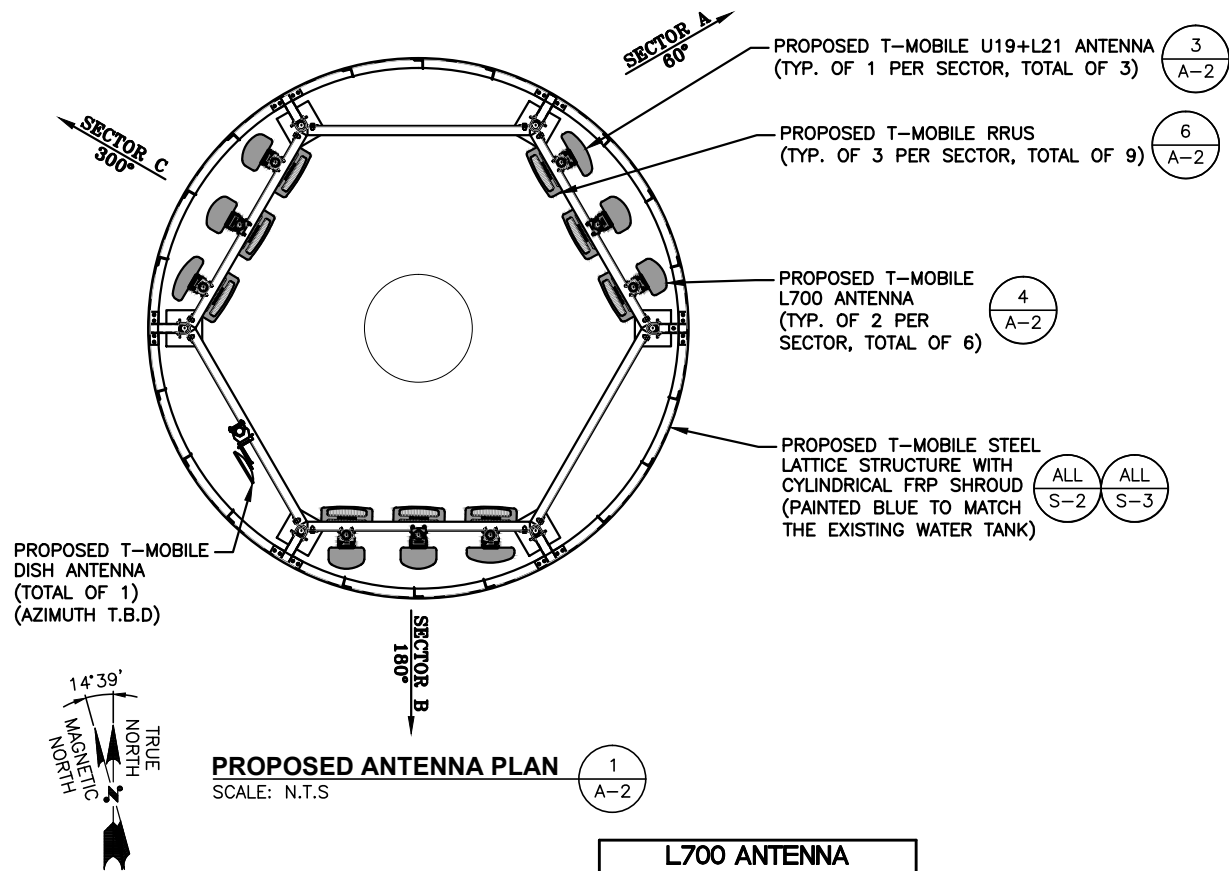 SECTOR A
60°
PROPOSED T-MOBILE U19+L21 ANTENNA
(TYP. OF 1 PER SECTOR, TOTAL OF 3)
3
A-2
SECTOR C
300°
PROPOSED T-MOBILE RRUS
(TYP. OF 3 PER SECTOR, TOTAL OF 9)
6
A-2
PROPOSED T-MOBILE
L700 ANTENNA
(TYP. OF 2 PER
SECTOR, TOTAL OF 6)
4
A-2
PROPOSED T-MOBILE STEEL
LATTICE STRUCTURE WITH
CYLINDRICAL FRP SHROUD
(PAINTED BLUE TO MATCH
THE EXISTING WATER TANK)
ALL
S-2
ALL
S-3
PROPOSED T-MOBILE
DISH ANTENNA
(TOTAL OF 1)
(AZIMUTH T.B.D)
SECTOR B
180°
14°39'
TRUE
NORTH
MAGNETIC
NORTH
N
PROPOSED ANTENNA PLAN
SCALE: N.T.S
1
A-2
L700 ANTENNA